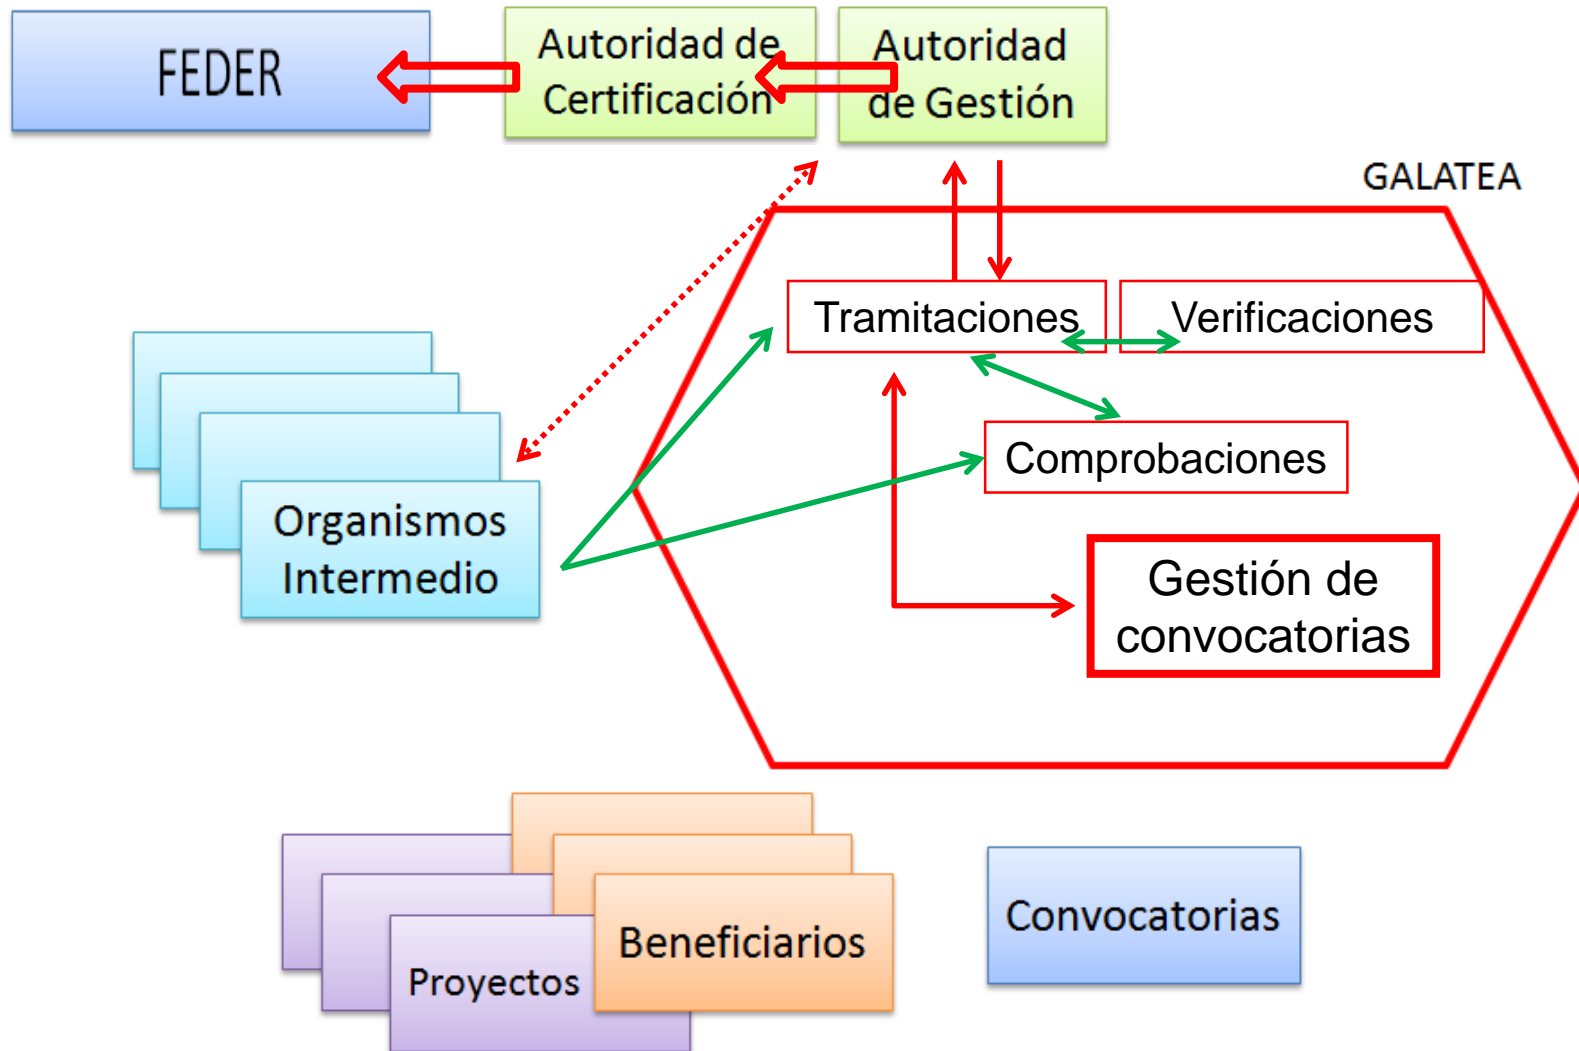 FEDER
Autoridad de
Certificación
Autoridad
de Gestión
GALATEA
Tramitaciones
Verificaciones
Comprobaciones
Organismos
Intermedio
Gestión de
convocatorias
Proyectos
Beneficiarios
Convocatorias